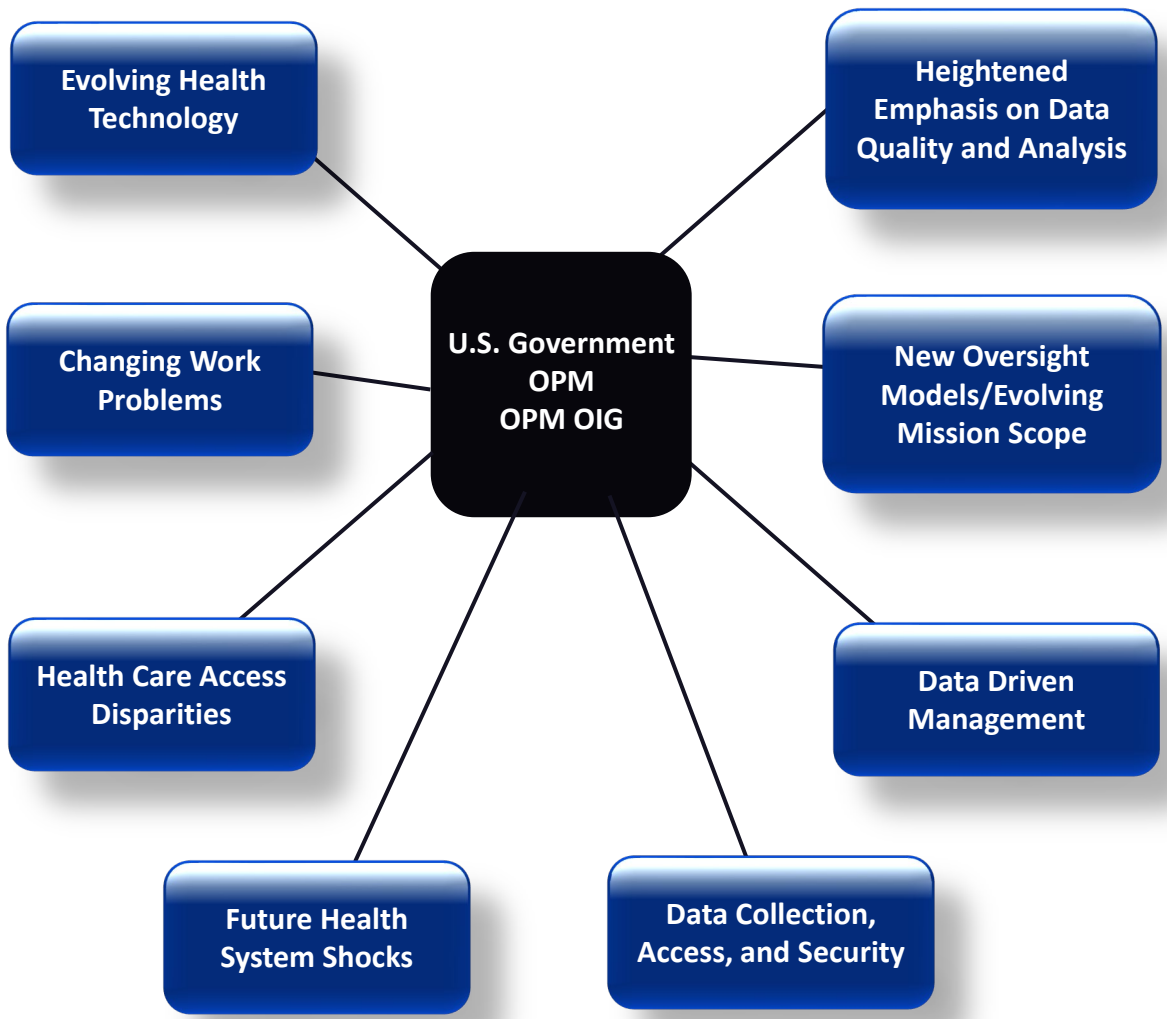 Evolving Health
Technology
Heightened
Emphasis on Data
Quality and Analysis
U.S. Government
OPM
OPM OIG
Changing Work
Problems
New Oversight
Models/Evolving
Mission Scope
Health Care Access
Disparities
Data Driven
Management
Future Health
System Shocks
Data Collection,
Access, and Security